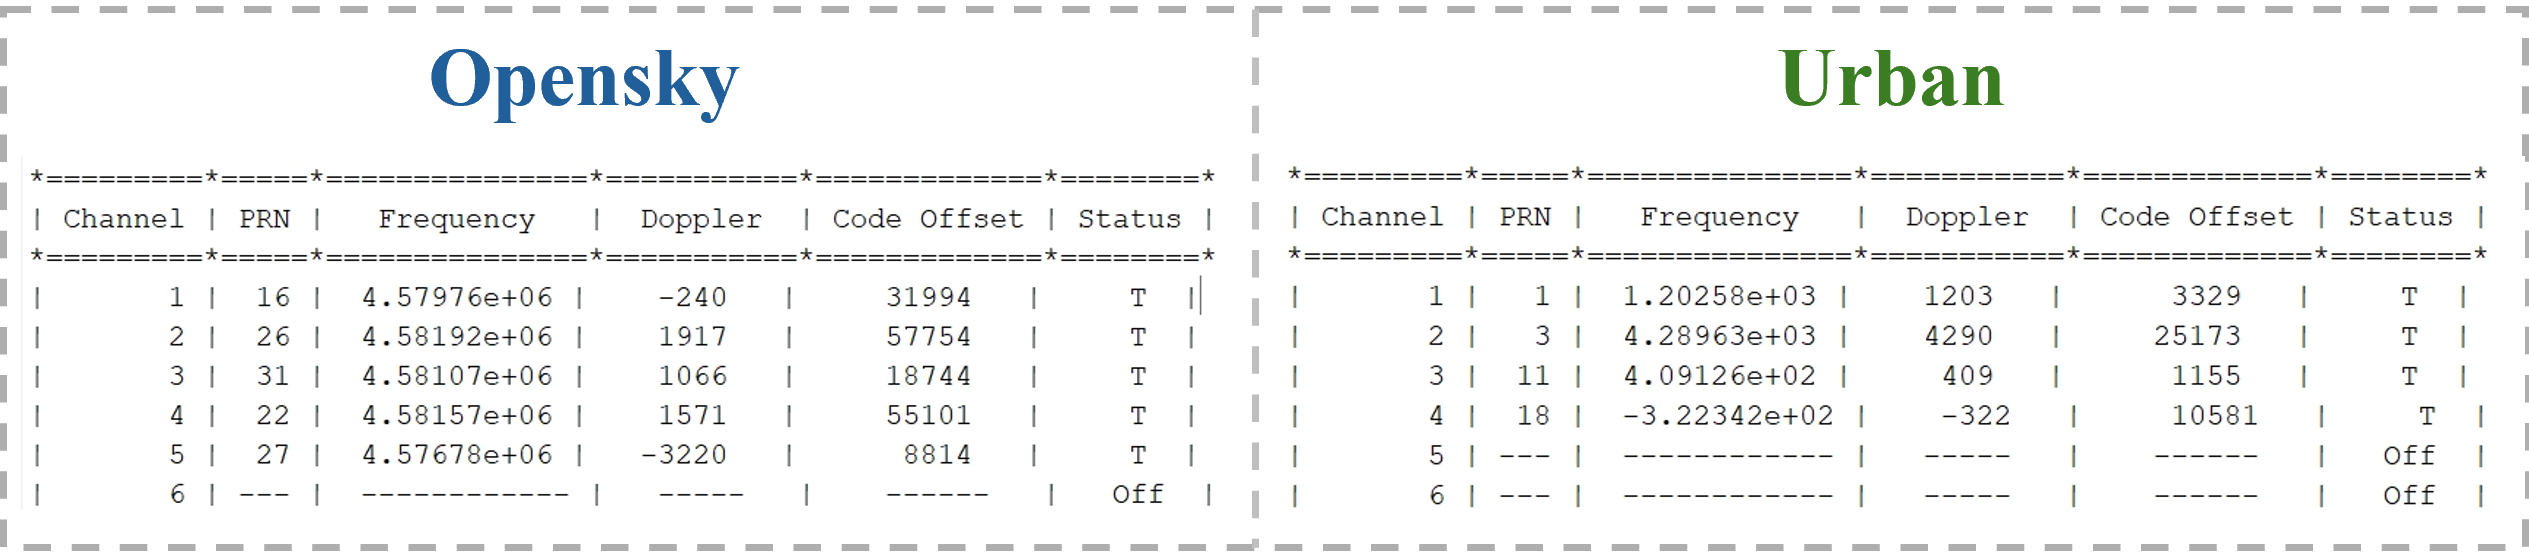 Opensky
*=========*=====*===============*===========*=============*========*
| Channel | PRN |   Frequency   |  Doppler  | Code Offset | Status |
*=========*=====*===============*===========*=============*========*
|       1 |  16 |  4.57976e+06 |   -240   |     31994   |     T  |
|       2 |  26 |  4.58192e+06 |   1917   |     57754   |     T  |
|       3 |  31 |  4.58107e+06 |   1066   |     18744   |     T  |
|       4 |  22 |  4.58157e+06 |   1571   |     55101   |     T  |
|       5 |  27 |  4.57678e+06 |  -3220   |      8814   |     T  |
|       6 | --- |  ------------ |   -----   |    ------   |   Off  |
Urban
*=========*=====*===============*===========*=============*========*
| Channel | PRN |   Frequency   |  Doppler  | Code Offset | Status |
*=========*=====*===============*===========*=============*========*
|       1 |   1 |  1.20258e+03 |   1203   |     3329   |     T  |
|       2 |   3 |  4.28963e+03 |   4290   |    25173   |     T  |
|       3 |  11 |  4.09126e+02 |    409   |     1155   |     T  |
|       4 |  18 |  -3.22342e+02 |   -322   |     10581   |     T  |
|       5 | --- |  ------------ |   -----   |    ------   |   Off  |
|       6 | --- |  ------------ |   -----   |    ------   |   Off  |